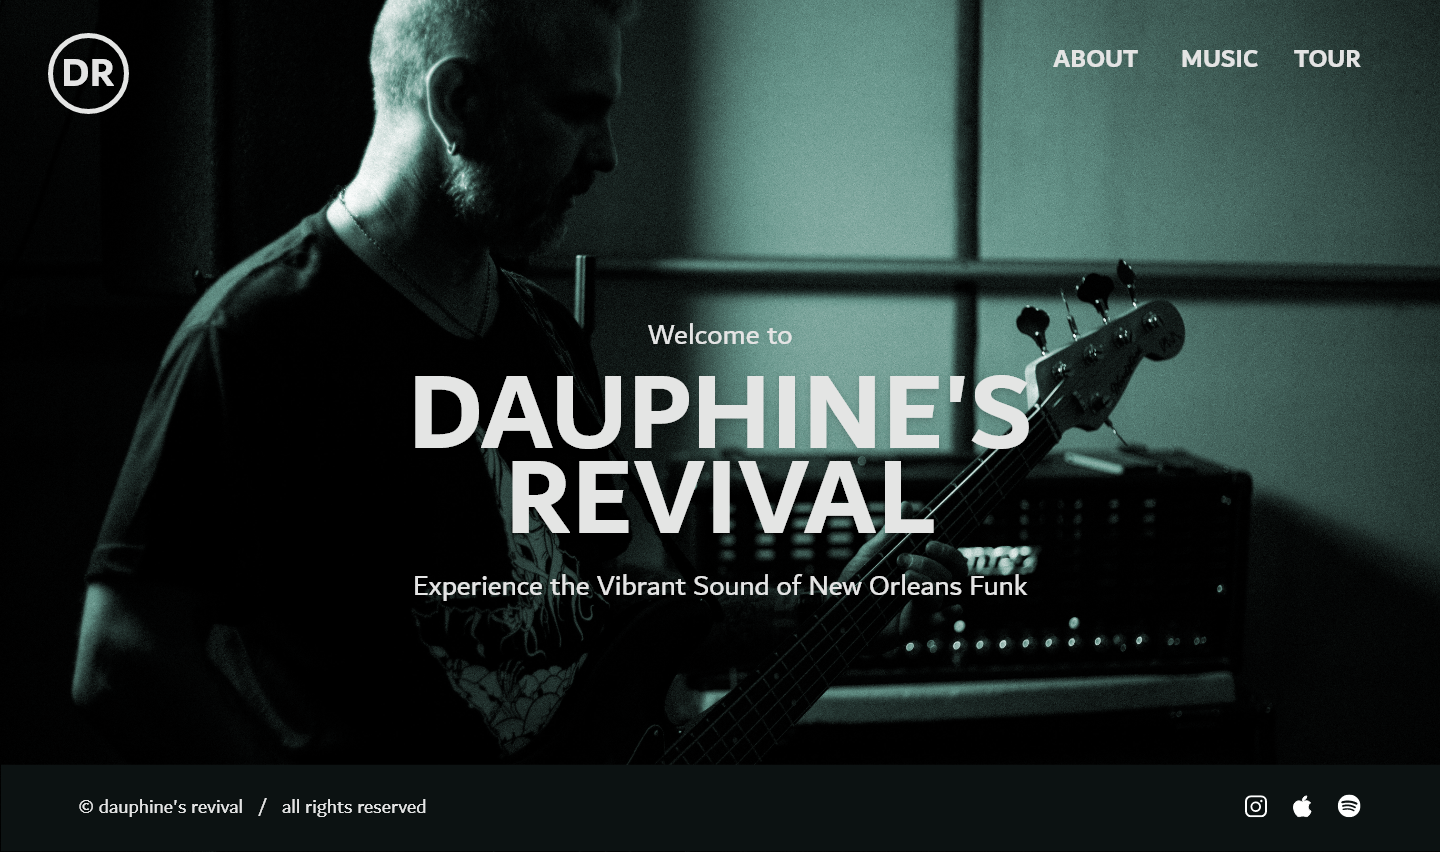 DR
ABOUT MUSIC TOUR
Welcome to
DAUPHINE'S
REVIVAL
Experience the Vibrant Sound of New Orleans Funk
© dauphine's revival / all rights reserved